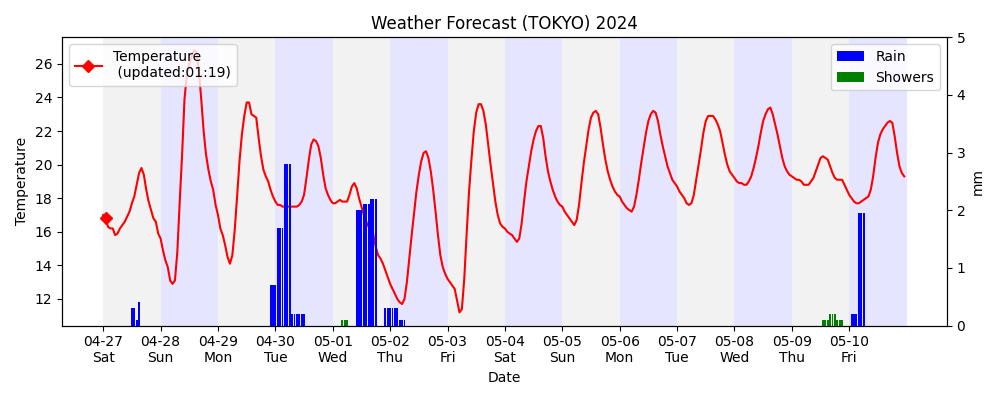 Weather Forecast (TOKYO) 2024
Temperature
(updated:01:19)
Rain
Showers
Temperature
26
24
22
20
18
16
14
12
5
4
3
2
1
0
mm
04-27 04-28 04-29 04-30 05-01 05-02 05-03 05-04 05-05 05-06 05-07 05-08 05-09 05-10
Sat Sun Mon Tue Wed Thu Fri Sat Sun Mon Tue Wed Thu Fri
Date